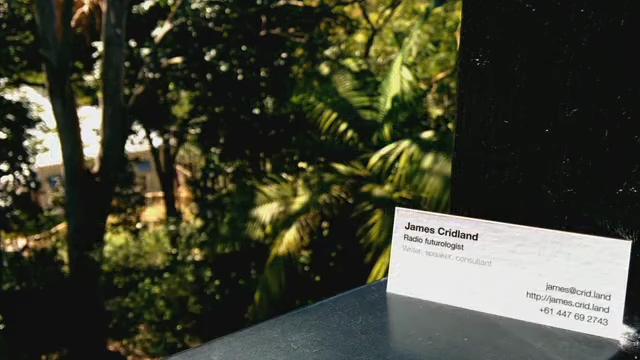 James Cridland
Radio futurologist
Writer, speaker, consultant
james@crid.land
http://james.crid.land
+61 447 69 2743